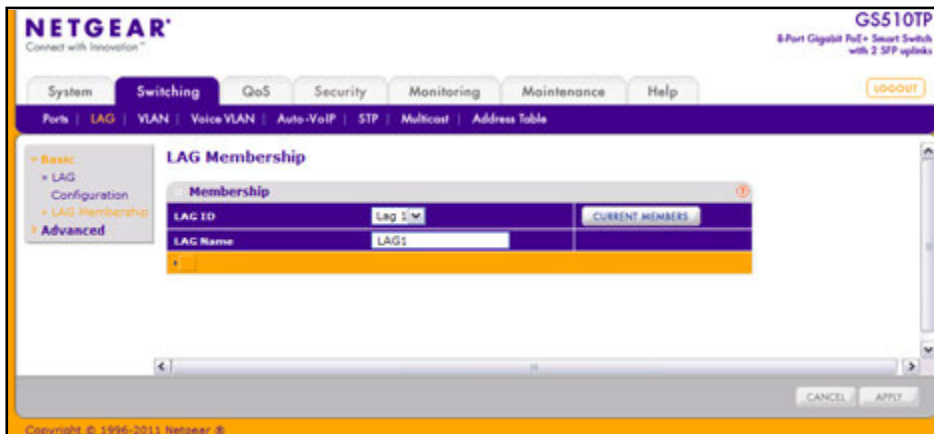 NETGEAR®
Connect with Innovation™
GS510TP
8-Port Gigabit PoE+ Smart Switch
with 2 SFP uplinks
System Switching QoS Security Monitoring Maintenance Help LOGOUT
Ports | LAG | VLAN | Voice VLAN | Auto-VoIP | STP | Multicast | Address Table
Basic
LAG
Configuration
LAG Membership
Advanced
LAG Membership
Membership
LAG ID Lag 1 CURRENT MEMBERS
LAG Name LAG1
CANCEL APPLY
Copyright © 1996-2011 Netgear ®